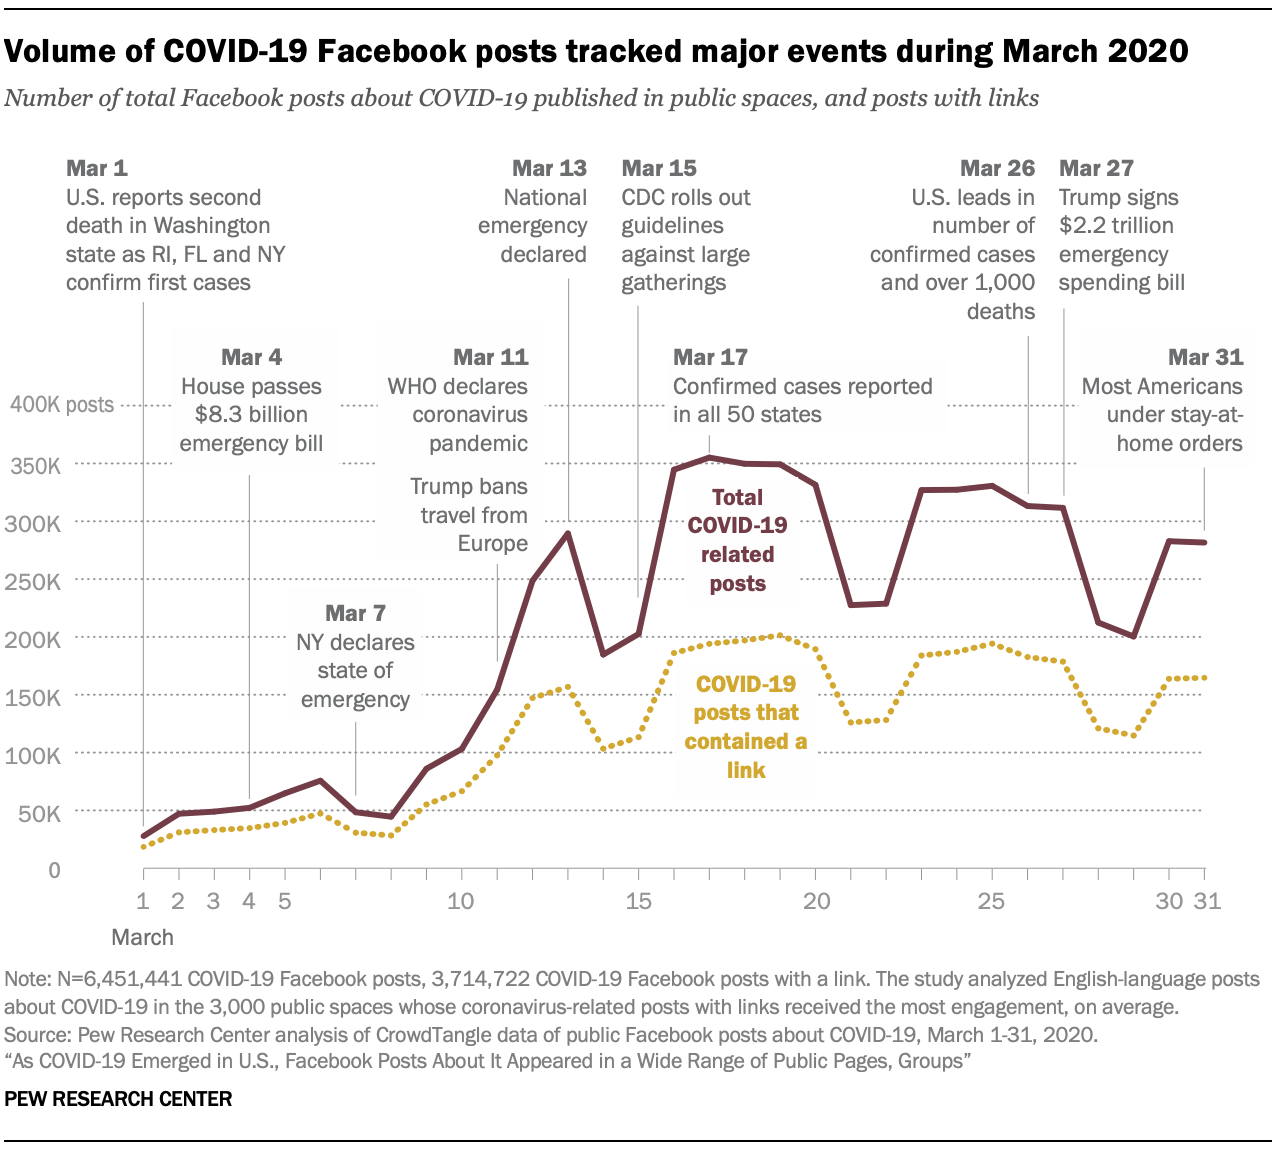 Volume of COVID-19 Facebook posts tracked major events during March 2020
Number of total Facebook posts about COVID-19 published in public spaces, and posts with links
Mar 1
U.S. reports second
death in Washington
state as RI, FL and NY
confirm first cases
Mar 13
National
emergency
declared
Mar 15
CDC rolls out
guidelines
against large
gatherings
Mar 26
U.S. leads in
number of
confirmed cases
and over 1,000
deaths
Mar 27
Trump signs
$2.2 trillion
emergency
spending bill
Mar 4
House passes
$8.3 billion
emergency bill
Mar 11
WHO declares
coronavirus
pandemic
Trump bans
travel from
Europe
Mar 17
Confirmed cases reported
in all 50 states
Mar 31
Most Americans
under stay-at-
home orders
Mar 7
NY declares
state of
emergency
400K posts
350K
300K
250K
200K
150K
100K
50K
0
Total
COVID-19
related
posts
COVID-19
posts that
contained a
link
1 2 3 4 5 10 15 20 25 30 31
March
Note: N=6,451,441 COVID-19 Facebook posts, 3,714,722 COVID-19 Facebook posts with a link. The study analyzed English-language posts
about COVID-19 in the 3,000 public spaces whose coronavirus-related posts with links received the most engagement, on average.
Source: Pew Research Center analysis of CrowdTangle data of public Facebook posts about COVID-19, March 1-31, 2020.
“As COVID-19 Emerged in U.S., Facebook Posts About It Appeared in a Wide Range of Public Pages, Groups”
PEW RESEARCH CENTER